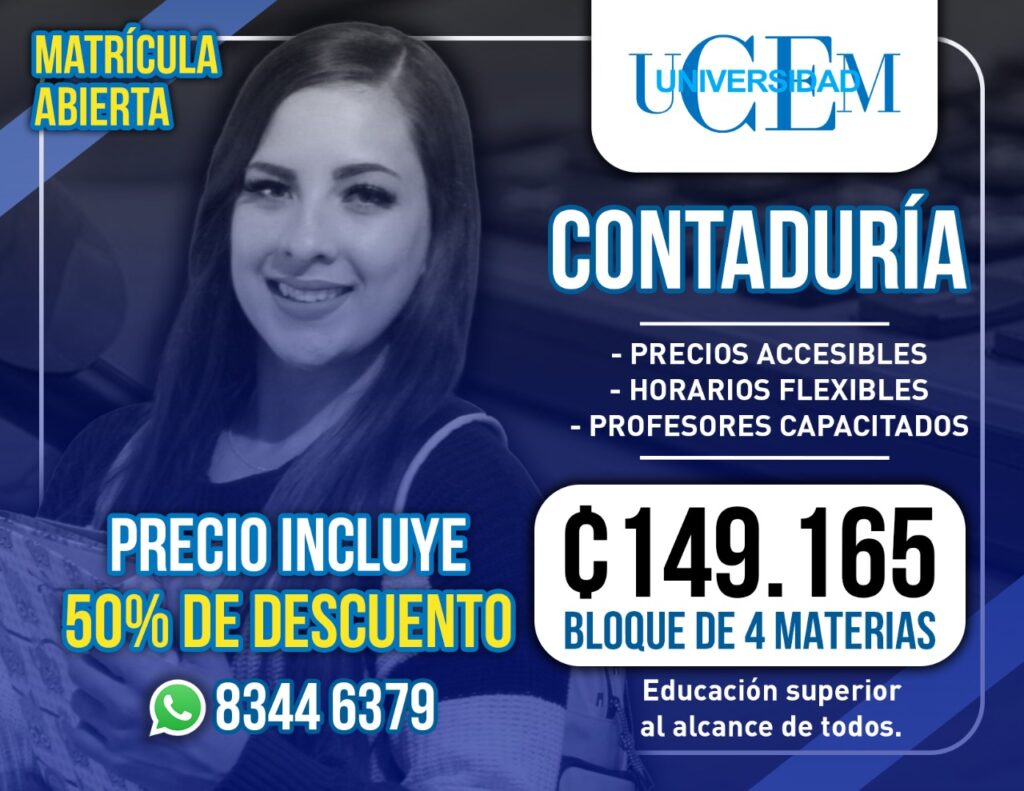 MATRÍCULA
ABIERTA
UCEM
UNIVERSIDAD
CONTADURÍA
- PRECIOS ACCESIBLES
- HORARIOS FLEXIBLES
- PROFESORES CAPACITADOS
PRECIO INCLUYE
50% DE DESCUENTO
8344 6379
₵149.165
BLOQUE DE 4 MATERIAS
Educación superior
al alcance de todos.